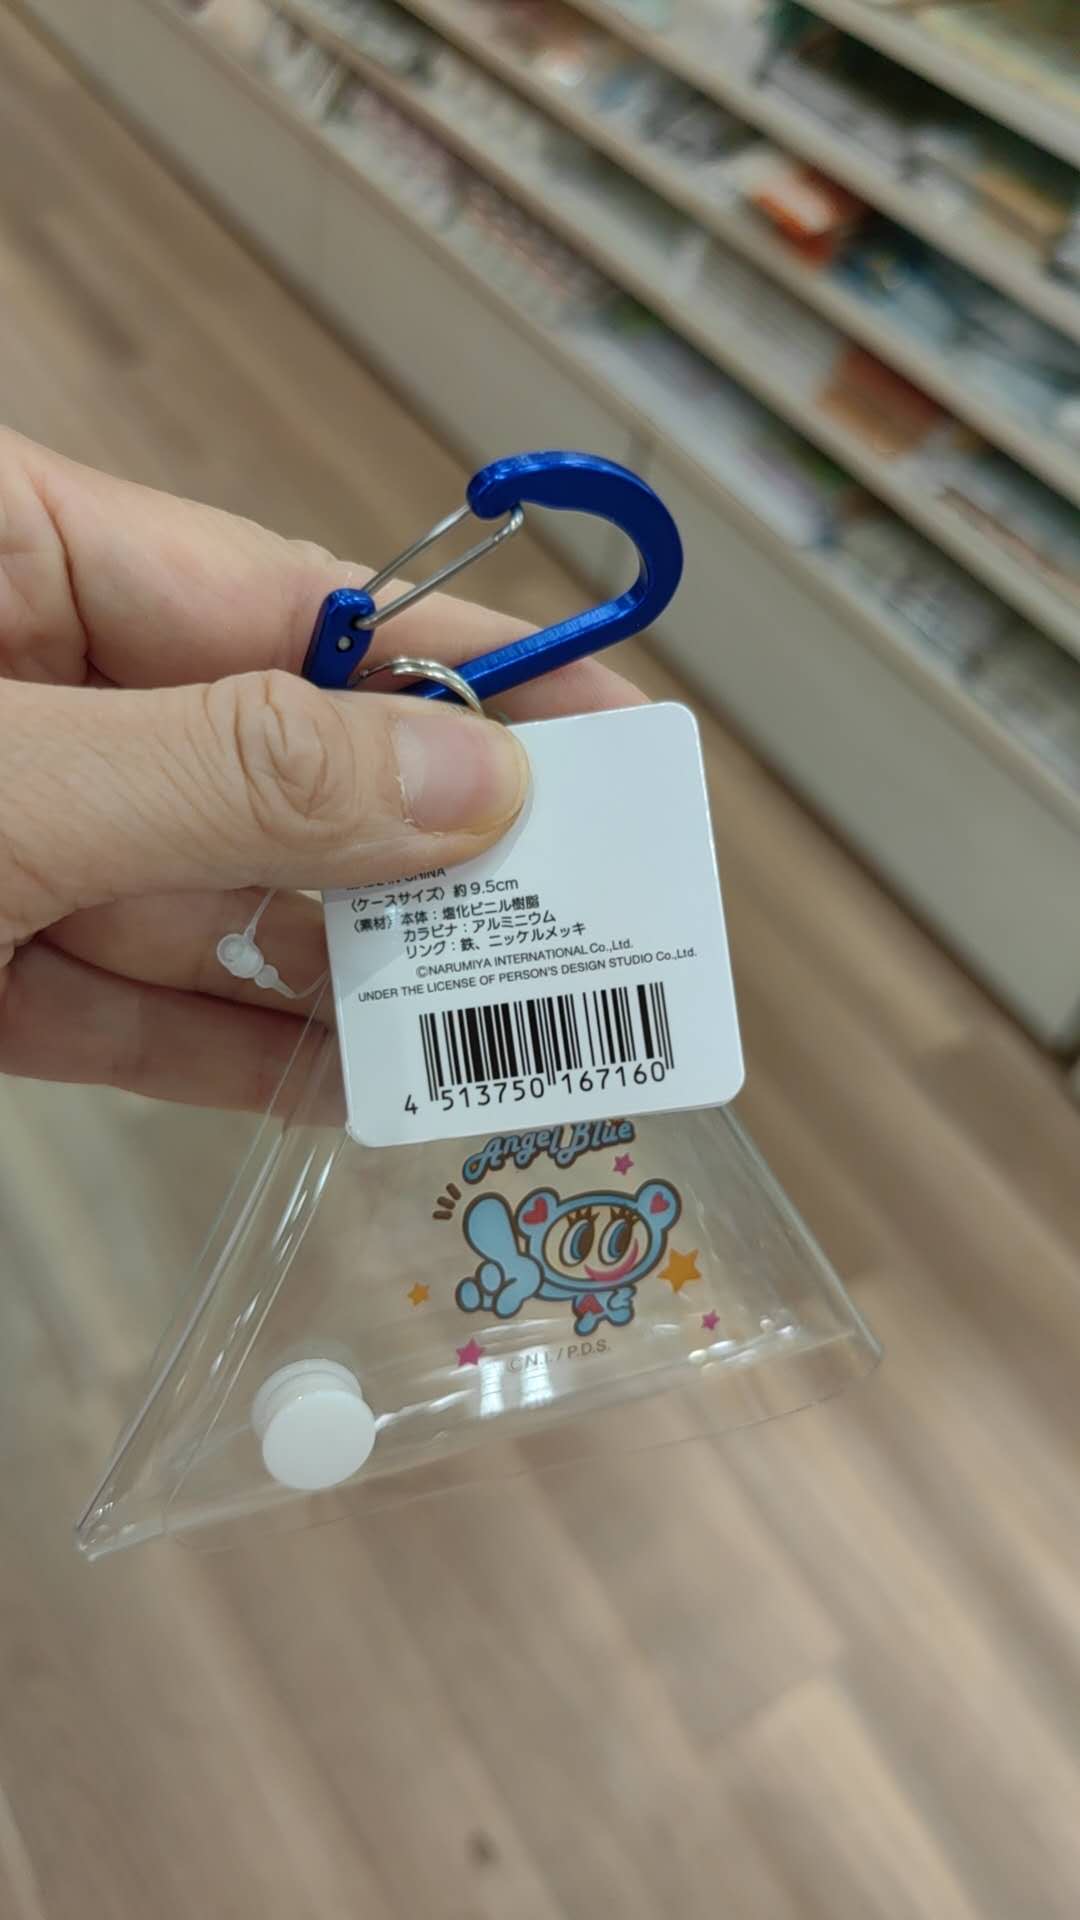 MADE IN CHINA
〈ケースサイズ〉約9.5cm
〈素材〉本体：塩化ビニル樹脂
カラビナ：アルミニウム
リング：鉄、ニッケルメッキ
©NARUMIYA INTERNATIONAL Co.,Ltd.
UNDER THE LICENSE OF PERSON'S DESIGN STUDIO Co.,Ltd.
4 513750 167160
Angel Blue
©N.I. / P.D.S.